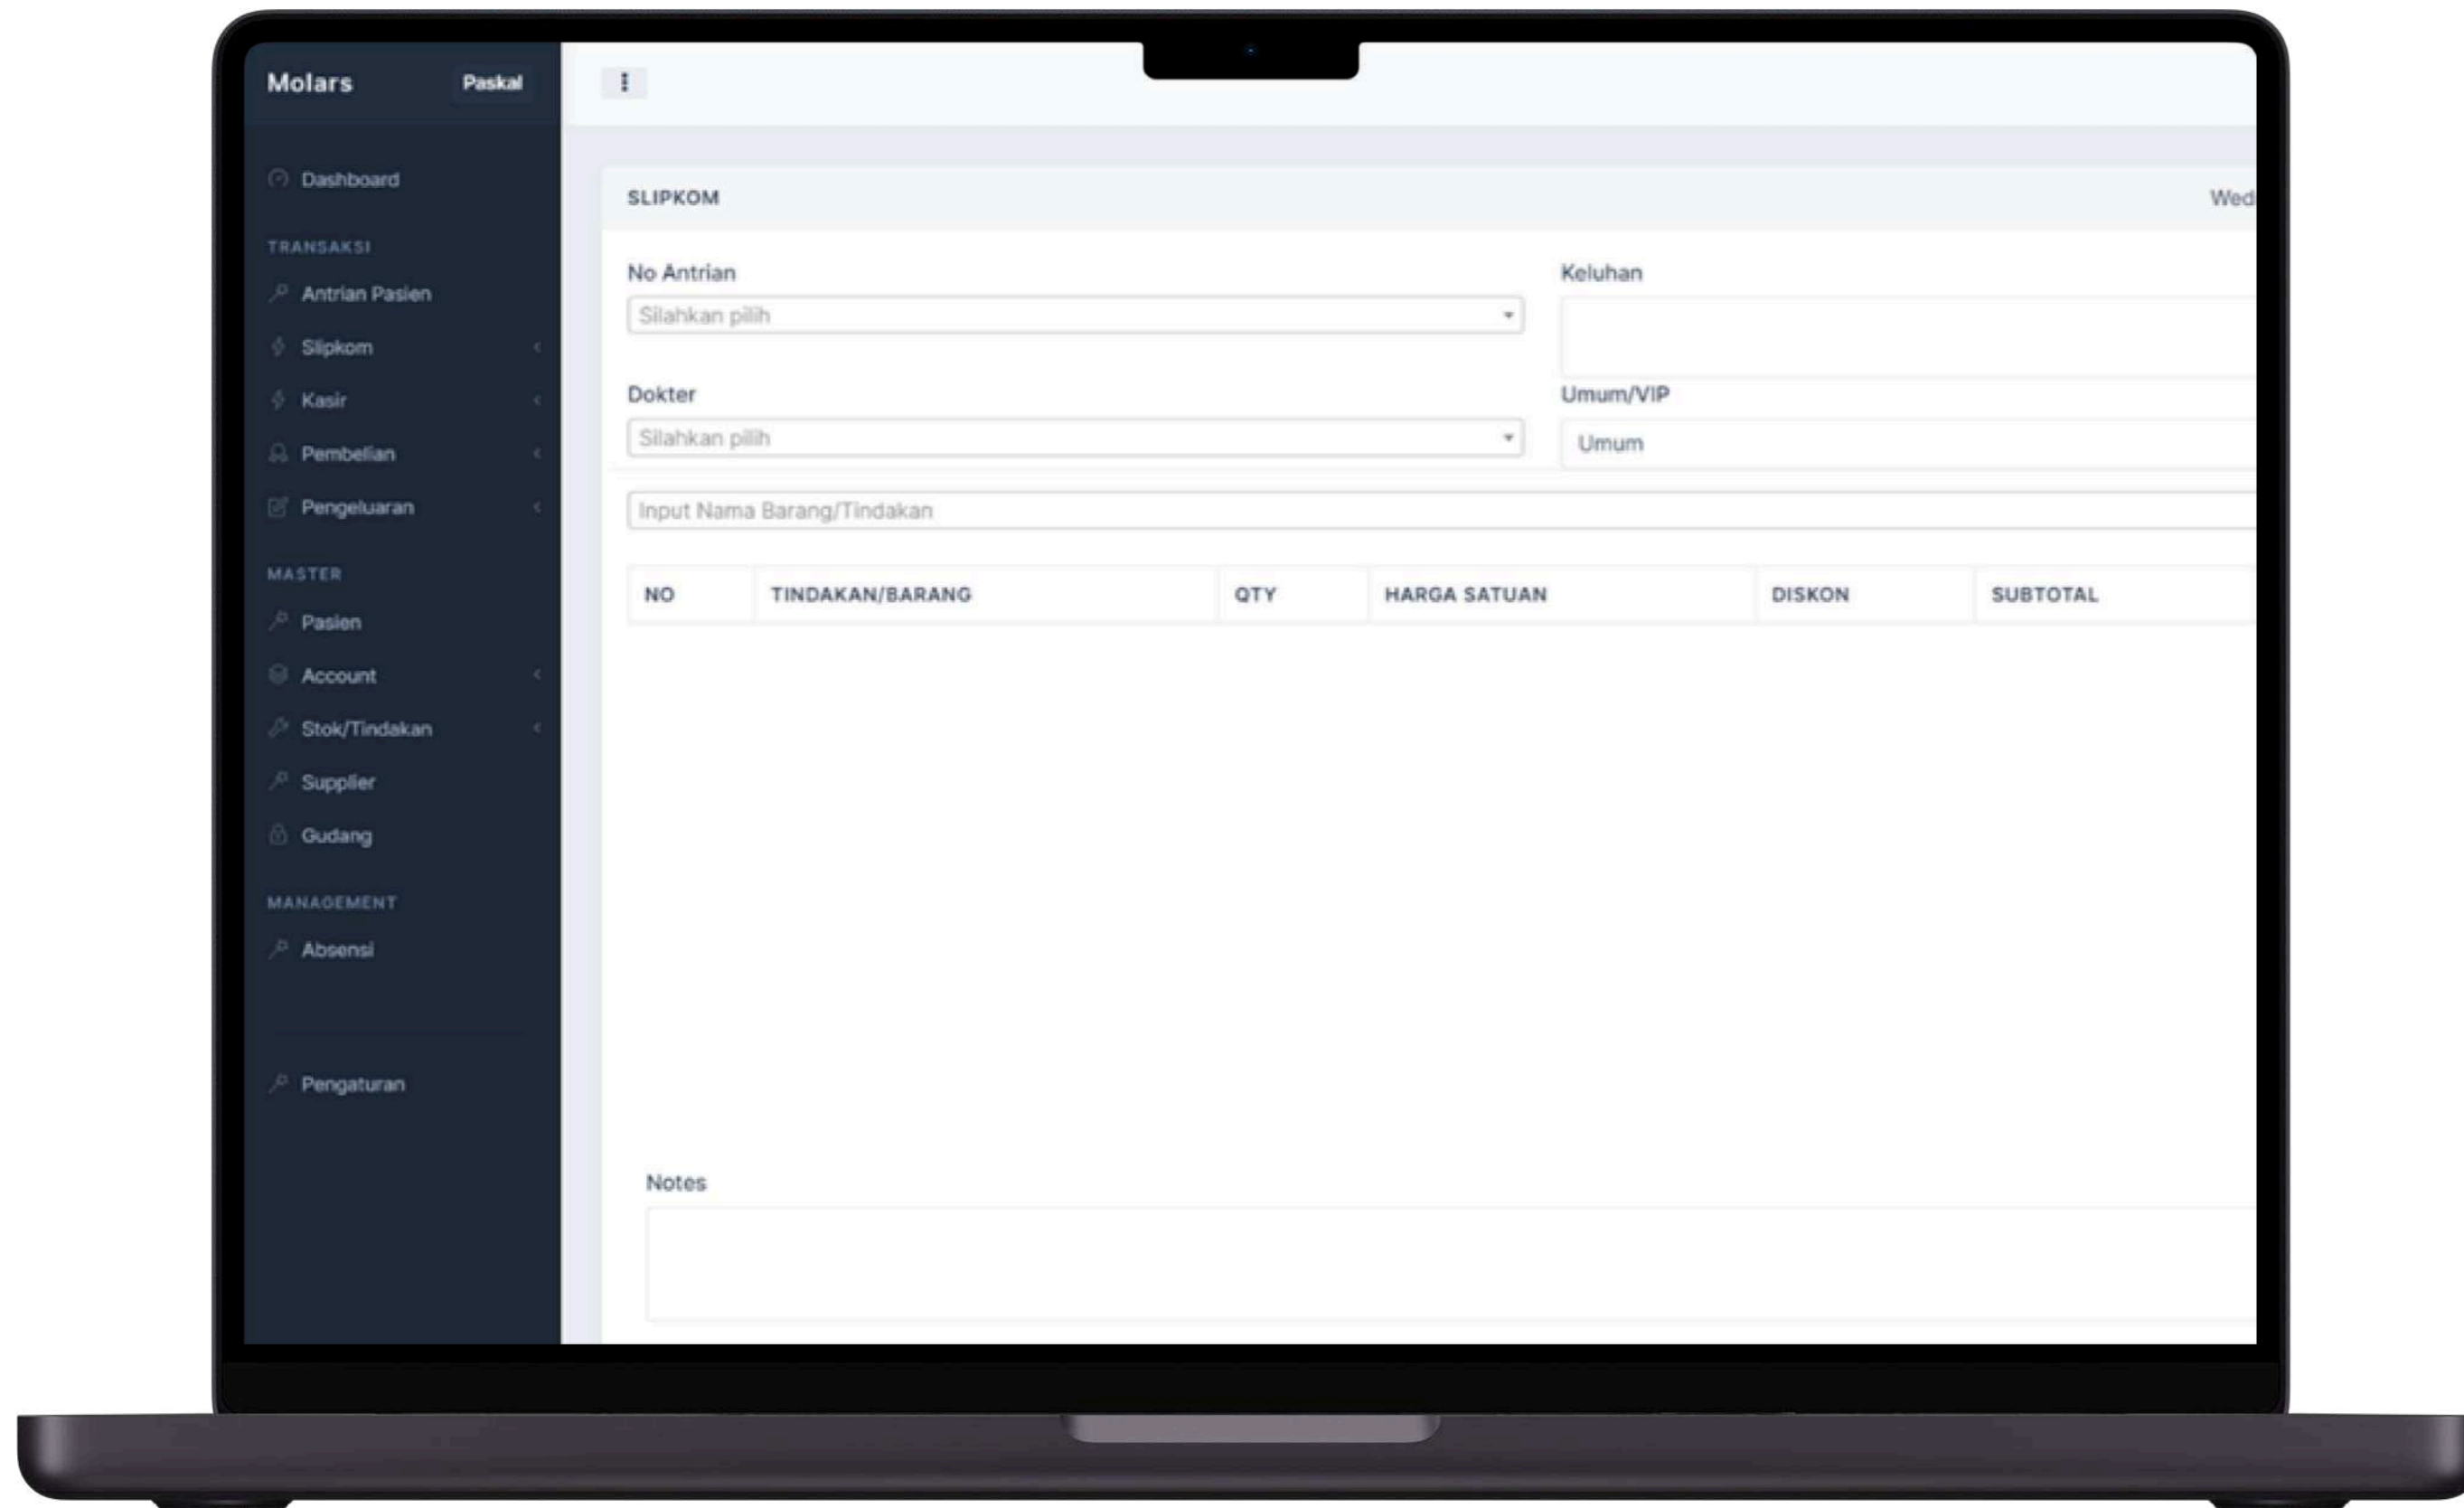 Molars Paskal
Dashboard
TRANSAKSI
Antrian Pasien
Slipkom
Kasir
Pembelian
Pengeluaran
MASTER
Pasien
Account
Stok/Tindakan
Supplier
Gudang
MANAGEMENT
Absensi
Pengaturan
SLIPKOM Wed
No Antrian Keluhan
Silahkan pilih
Dokter Umum/VIP
Silahkan pilih Umum
Input Nama Barang/Tindakan
NO TINDAKAN/BARANG QTY HARGA SATUAN DISKON SUBTOTAL
Notes